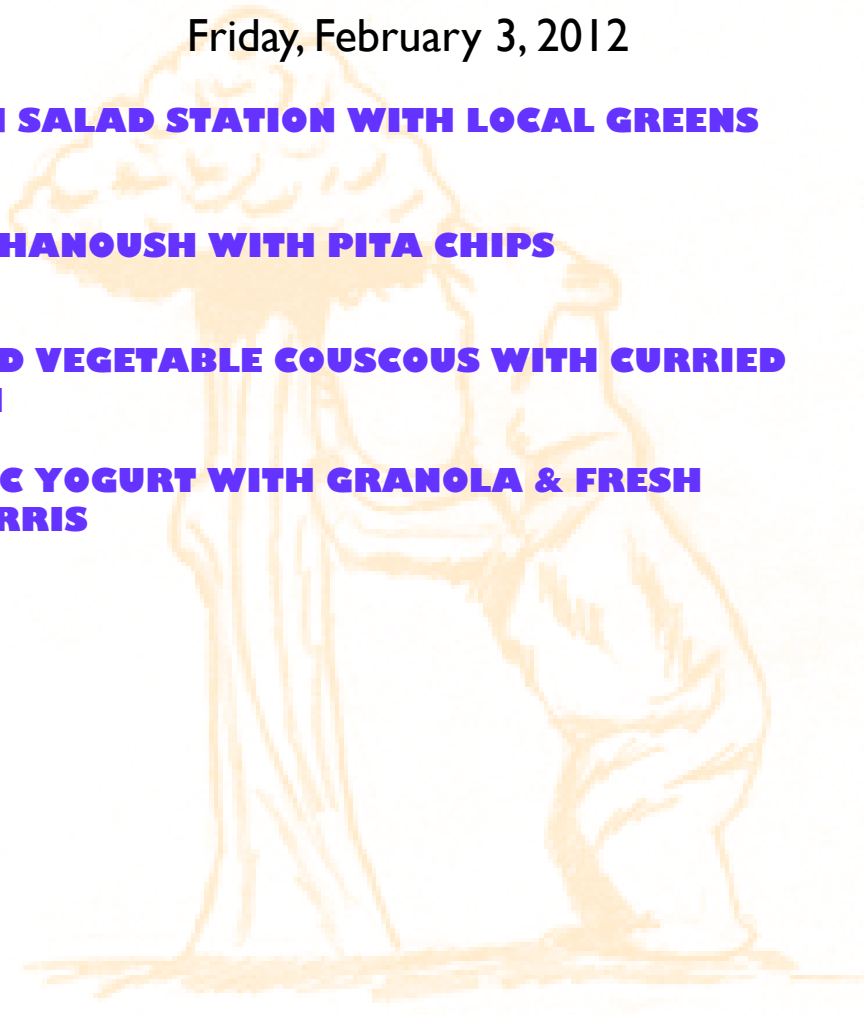 Friday, February 3, 2012
SALAD STATION WITH LOCAL GREENS
HANOUSH WITH PITA CHIPS
D VEGETABLE COUSCOUS WITH CURRIED
C YOGURT WITH GRANOLA & FRESH
RRIS